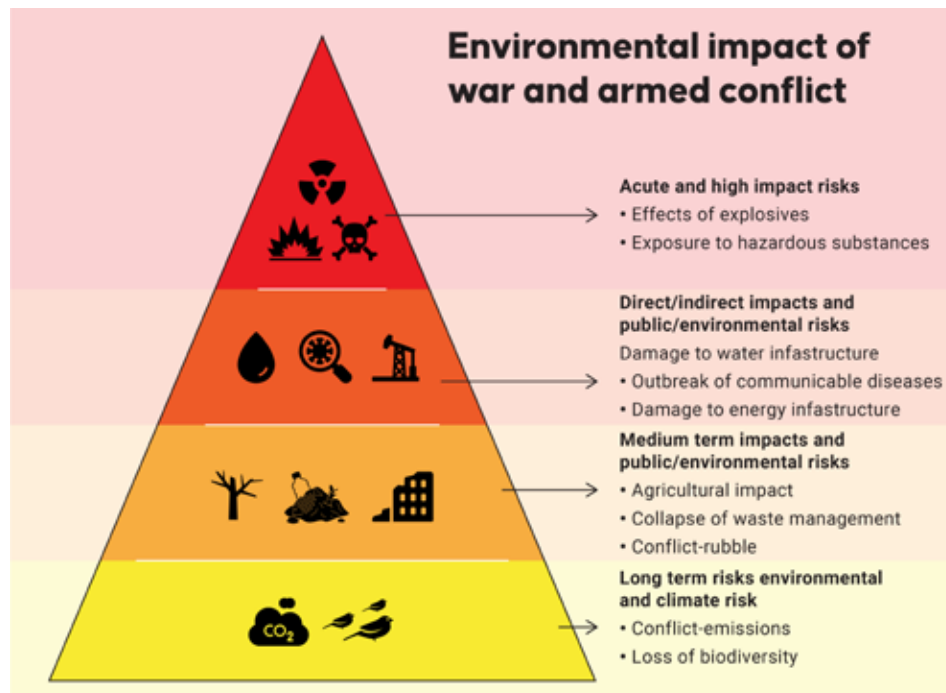 Environmental impact of
war and armed conflict
Acute and high impact risks
• Effects of explosives
• Exposure to hazardous substances
Direct/indirect impacts and
public/environmental risks
Damage to water infastructure
• Outbreak of communicable diseases
• Damage to energy infastructure
Medium term impacts and
public/environmental risks
• Agricultural impact
• Collapse of waste management
• Conflict-rubble
Long term risks environmental
and climate risk
• Conflict-emissions
• Loss of biodiversity
CO₂